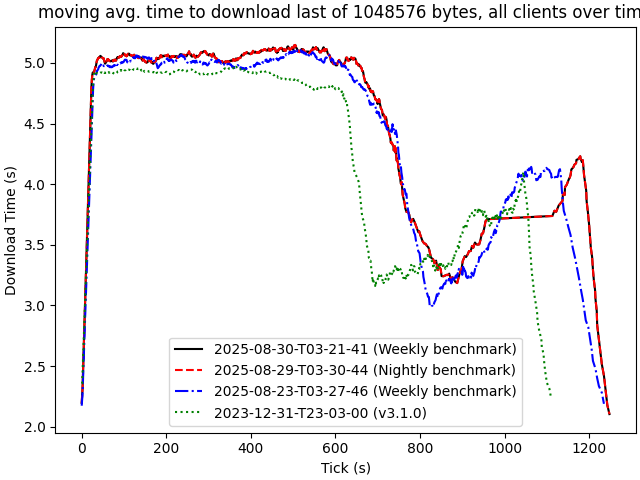 moving avg. time to download last of 1048576 bytes, all clients over tim
Download Time (s)
5.0
4.5
4.0
3.5
3.0
2.5
2.0
0 200 400 600 800 1000 1200
Tick (s)
2025-08-30-T03-21-41 (Weekly benchmark)
2025-08-29-T03-30-44 (Nightly benchmark)
2025-08-23-T03-27-46 (Weekly benchmark)
2023-12-31-T23-03-00 (v3.1.0)